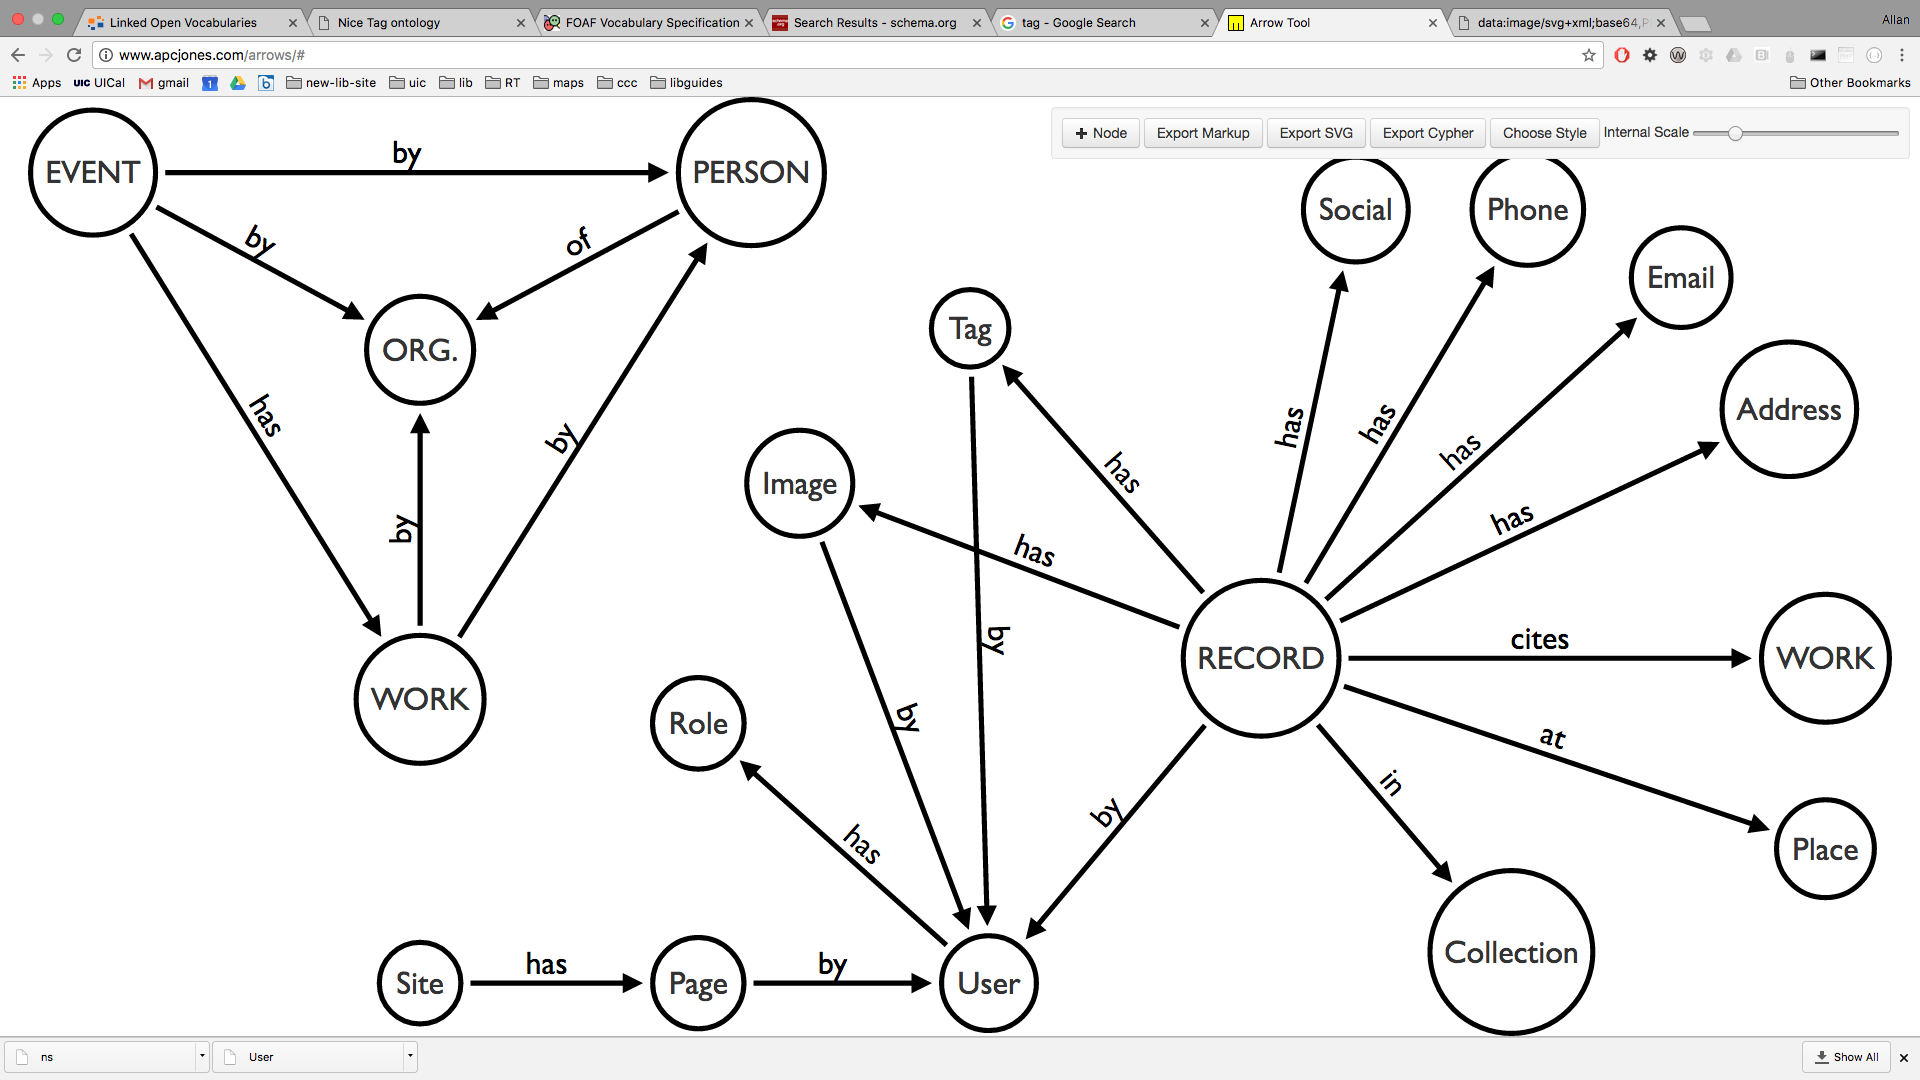 Linked Open Vocabularies
Nice Tag ontology
FOAF Vocabulary Specification
Search Results - schema.org
tag - Google Search
Arrow Tool
data:image/svg+xml;base64,P
Allan
www.apcjones.com/arrows/#
Apps
UIC UICal
gmail
new-lib-site
uic
lib
RT
maps
ccc
libguides
Other Bookmarks
+ Node
Export Markup
Export SVG
Export Cypher
Choose Style
Internal Scale
EVENT
by
PERSON
by
of
ORG.
has
by
by
WORK
Social
Phone
Email
Address
Tag
Image
has
has
has
has
has
has
RECORD
cites
WORK
by
by
at
in
by
Role
has
Place
Collection
Site
has
Page
by
User
ns
User
Show All